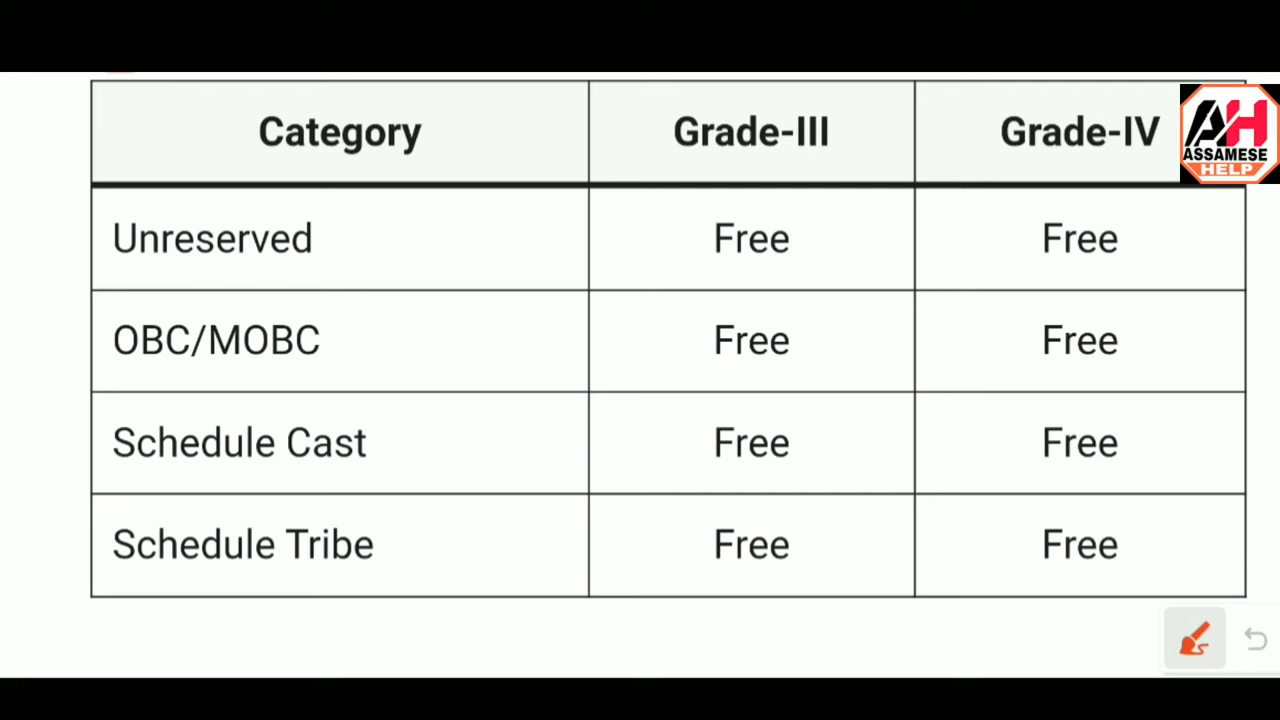 Category Grade-III Grade-IV
Unreserved Free Free
OBC/MOBC Free Free
Schedule Cast Free Free
Schedule Tribe Free Free
AH
ASSAMESE
HELP